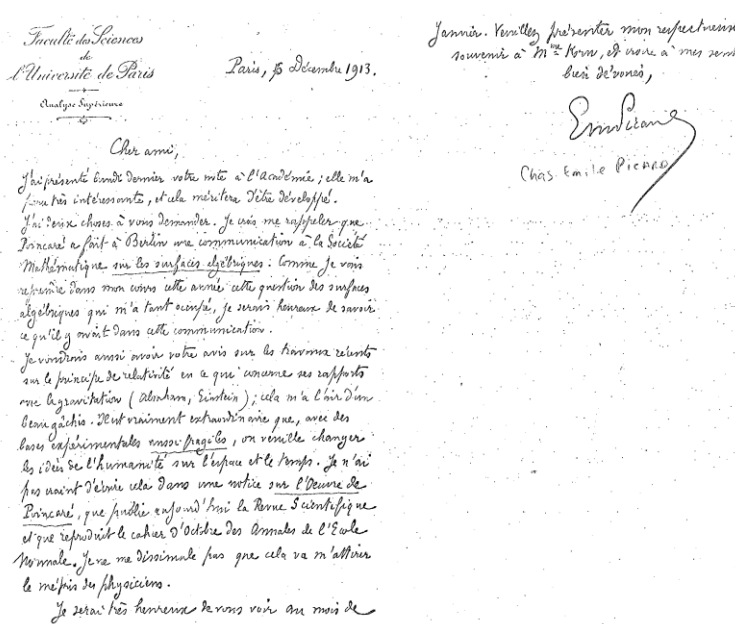 Faculté des Sciences
de
l'Université de Paris
Analyse Supérieure
Paris, 15 Décembre 1913.
Cher ami,
J'ai présenté lundi dernier votre note à l'Académie ; elle m'a
paru très intéressante, et cela méritera d'être développé.
J'ai deux choses à vous demander. Je crois me rappeler que
Poincaré a fait à Berlin une communication à la Société
Mathématique sur les surfaces algébriques. Comme je vais
reprendre dans mon cours cette année cette question des surfaces
algébriques qui m'a tant occupé, je serais heureux de savoir
ce qu'il y avait dans cette communication.
Je voudrais aussi avoir votre avis sur les travaux récents
sur le principe de relativité en ce qui concerne ses rapports
avec la gravitation (Abraham, Einstein) ; cela m'a l'air d'un
beau gâchis. Il est vraiment extraordinaire que, avec des
bases expérimentales aussi fragiles, on veuille changer
les idées de l'humanité sur l'espace et le temps. Je n'ai
pas craint d'écrire cela dans une notice sur l'Oeuvre de
Poincaré, que publie aujourd'hui la Revue Scientifique
et que reproduit le cahier d'Octobre des Annales de l'Ecole
Normale. Je ne me dissimule pas que cela va m'attirer
le mépris des physiciens.
Je serai très heureux de vous voir au mois de
Janvier. Veuillez présenter mon respectueux
souvenir à Mme Korn, et croire à mes sent
bien dévoués,
Em Picard
Chas Emile Picard